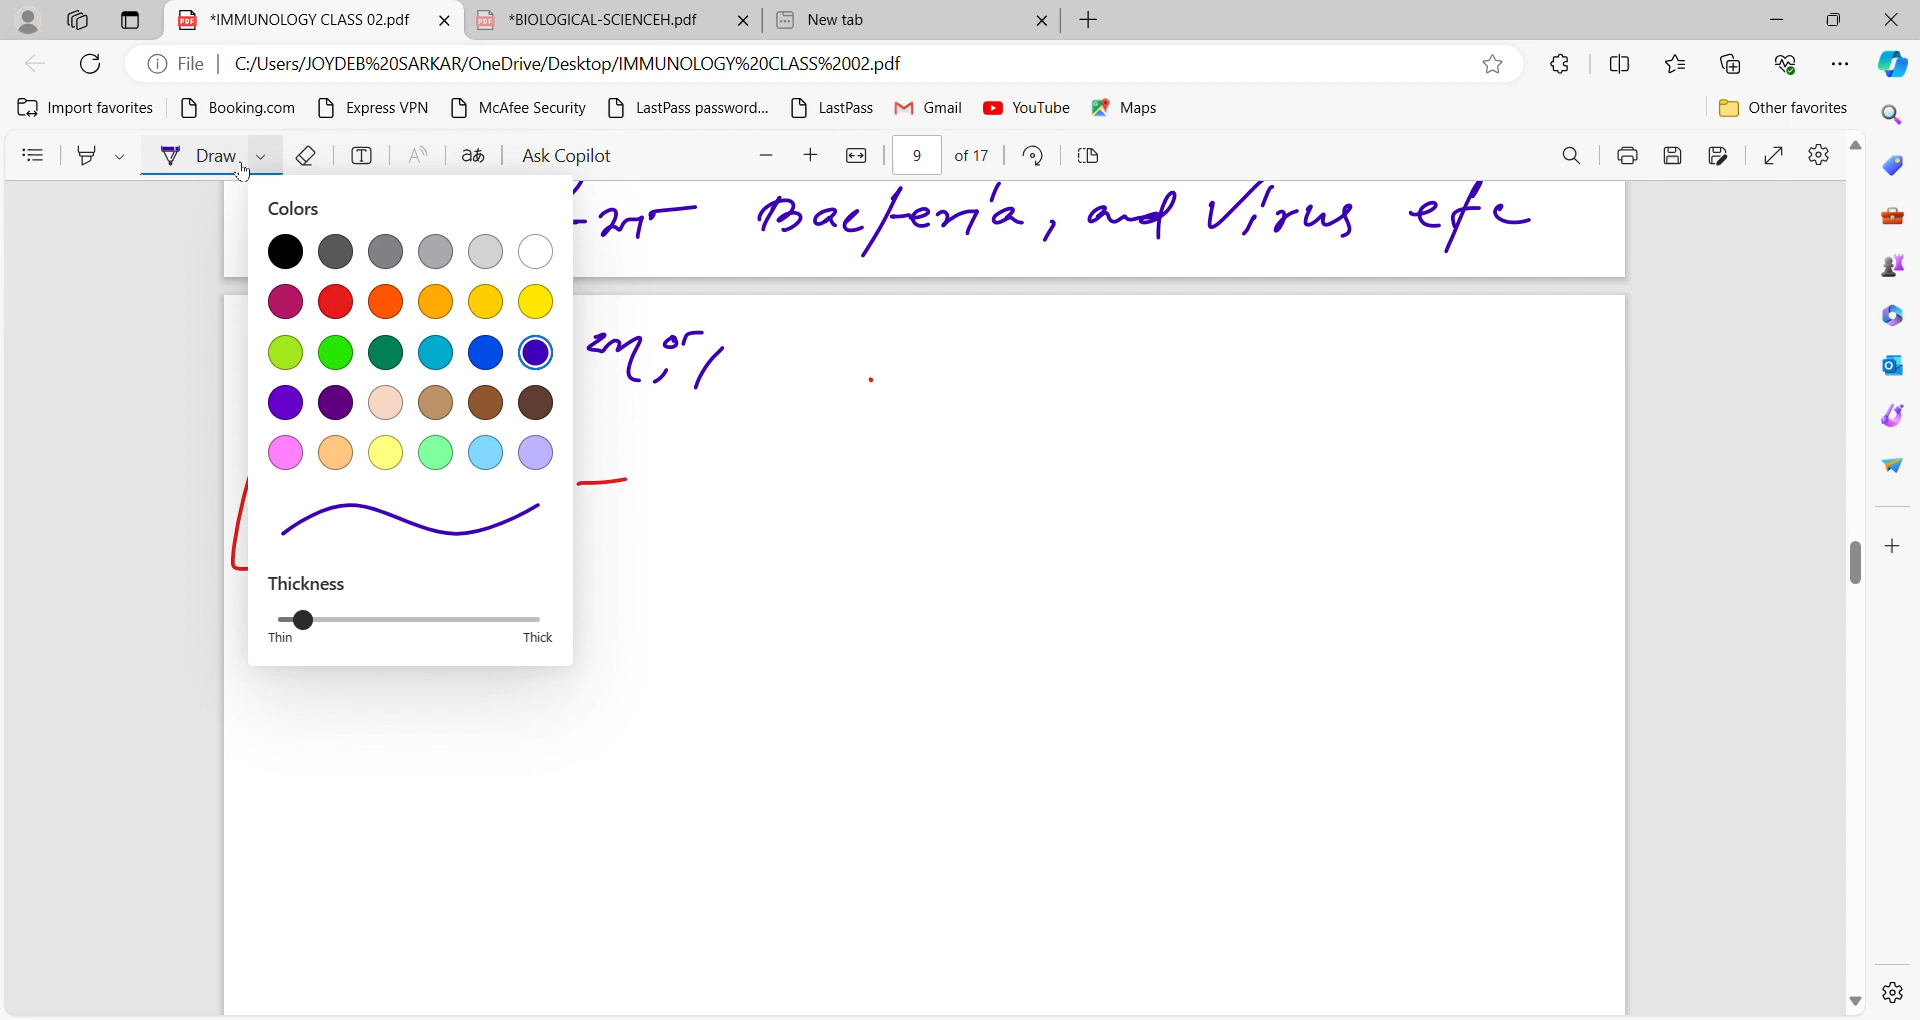 *IMMUNOLOGY CLASS 02.pdf
*BIOLOGICAL-SCIENCEH.pdf
New tab
File
C:/Users/JOYDEB%20SARKAR/OneDrive/Desktop/IMMUNOLOGY%20CLASS%2002.pdf
Import favorites
Booking.com
Express VPN
McAfee Security
LastPass password...
LastPass
Gmail
YouTube
Maps
Other favorites
Draw
Ask Copilot
9 of 17
Colors
Bacteria, and Virus etc
Thickness
Thin
Thick